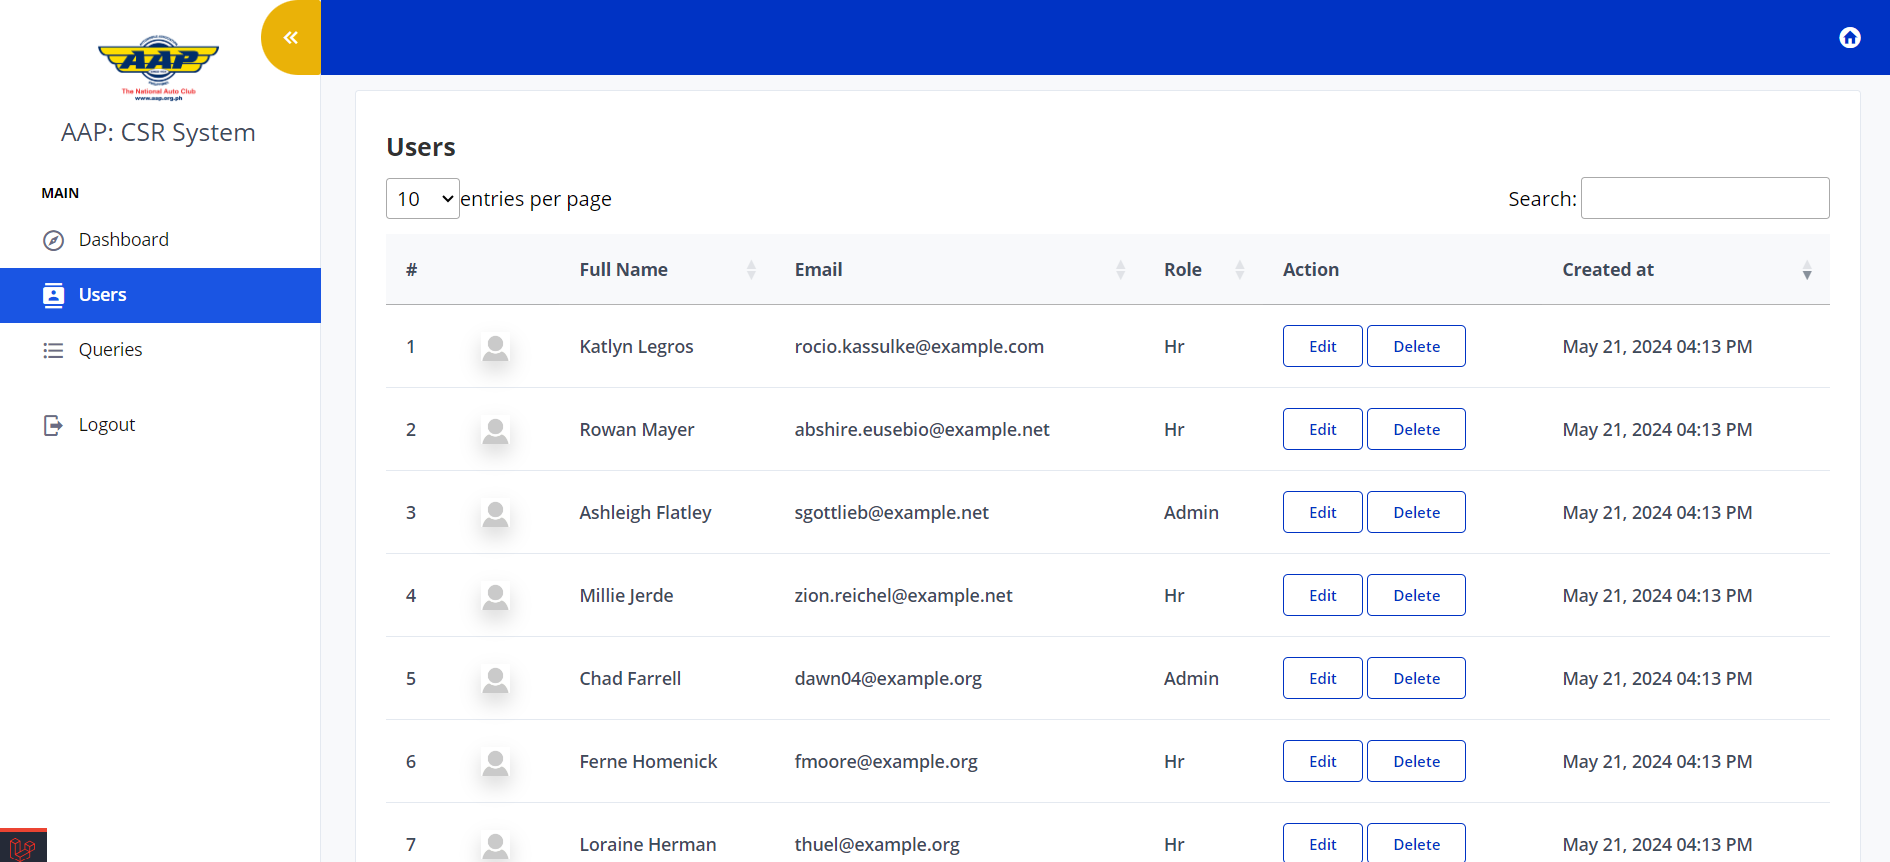 AAP
The National Auto Club
www.aap.org.ph
AAP: CSR System
MAIN
Dashboard
Users
Queries
Logout
Users
10 entries per page
Search:
# Full Name Email Role Action Created at
1 Katlyn Legros rocio.kassulke@example.com Hr Edit Delete May 21, 2024 04:13 PM
2 Rowan Mayer abshire.eusebio@example.net Hr Edit Delete May 21, 2024 04:13 PM
3 Ashleigh Flatley sgottlieb@example.net Admin Edit Delete May 21, 2024 04:13 PM
4 Millie Jerde zion.reichel@example.net Hr Edit Delete May 21, 2024 04:13 PM
5 Chad Farrell dawn04@example.org Admin Edit Delete May 21, 2024 04:13 PM
6 Ferne Homenick fmoore@example.org Hr Edit Delete May 21, 2024 04:13 PM
7 Loraine Herman thuel@example.org Hr Edit Delete May 21, 2024 04:13 PM